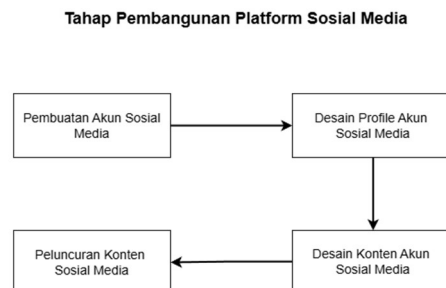 Tahap Pembangunan Platform Sosial Media
Pembuatan Akun Sosial
Media
Desain Profile Akun
Sosial Media
Desain Konten Akun
Sosial Media
Peluncuran Konten
Sosial Media